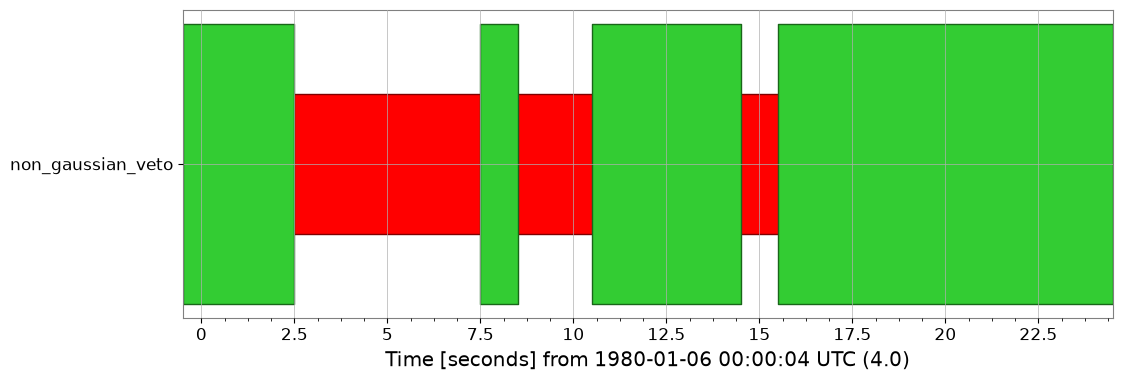 non_gaussian_veto
0 2.5 5 7.5 10 12.5 15 17.5 20 22.5
Time [seconds] from 1980-01-06 00:00:04 UTC (4.0)